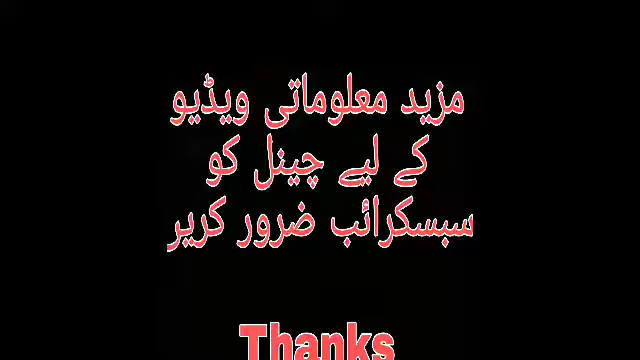 مزید معلوماتی ویڈیو
کے لیے چینل کو
سبسکرائب ضرور کریر
Thanks